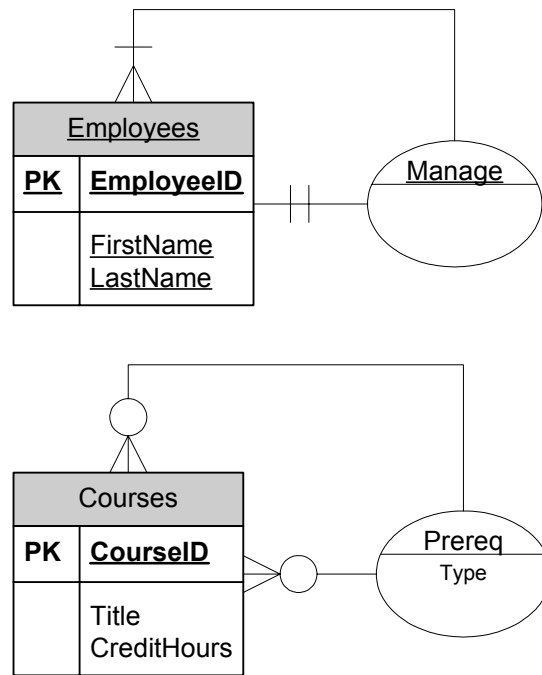 Employees
PK EmployeeID
Manage
FirstName
LastName
Courses
PK CourseID
Prereq
Type
Title
CreditHours